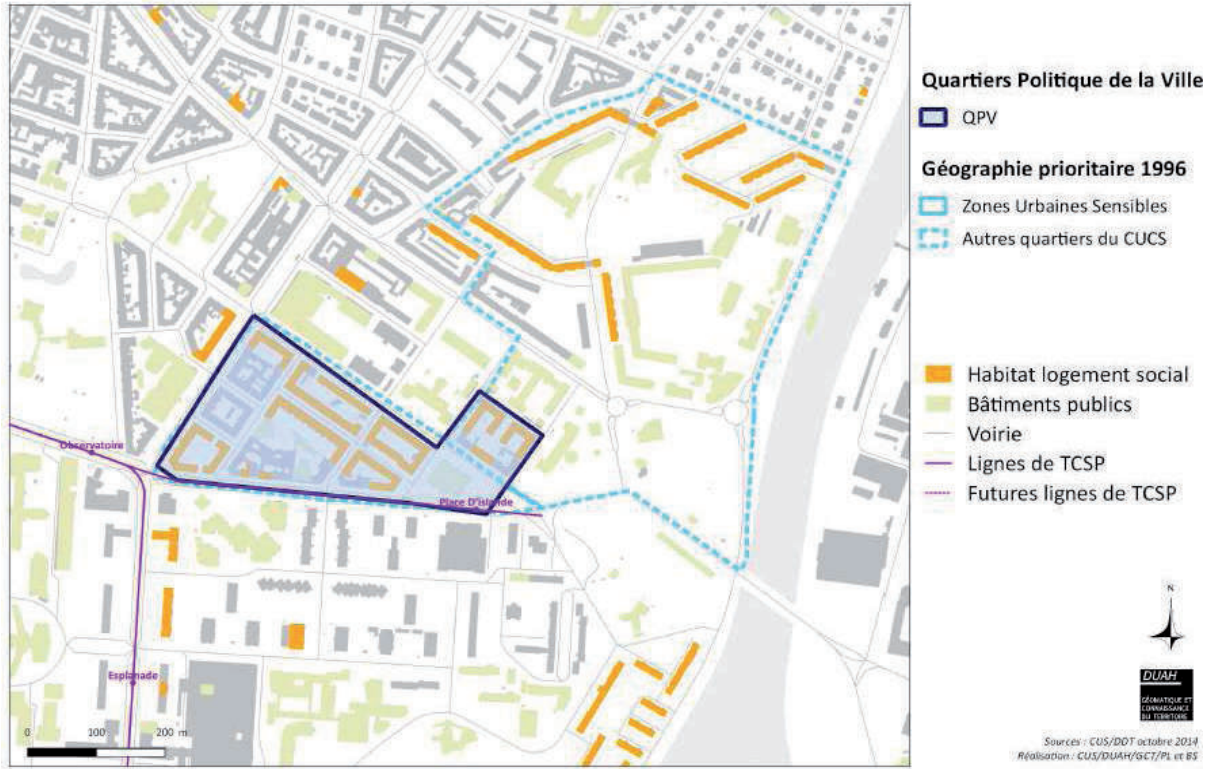 Quartiers Politique de la Ville
QPV
Géographie prioritaire 1996
Zones Urbaines Sensibles
Autres quartiers du CUCS
Habitat logement social
Bâtiments publics
Voirie
Lignes de TCSP
Futures lignes de TCSP
Observatoire
Place D'islande
Esplanade
0 100 200 m
N
DUAH
GÉOMATIQUE ET
CONNAISSANCE
DU TERRITOIRE
Sources : CUS/DDT octobre 2014
Réalisation : CUS/DUAH/GCT/PL et BS